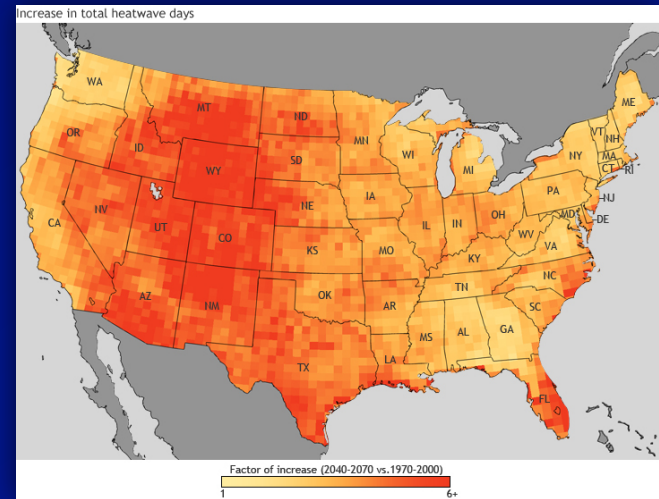 Increase in total heatwave days
WA
MT
ND
ME
OR
ID
MN
VT
NH
SD
WI
NY
MA
WY
MI
CT
RI
IA
PA
NE
NJ
NV
UT
IL
IN
OH
MD
DE
CA
CO
WV
KS
MO
VA
KY
NC
AZ
NM
OK
TN
AR
SC
MS
AL
GA
TX
LA
FL
Factor of increase (2040-2070 vs.1970-2000)
1 6+